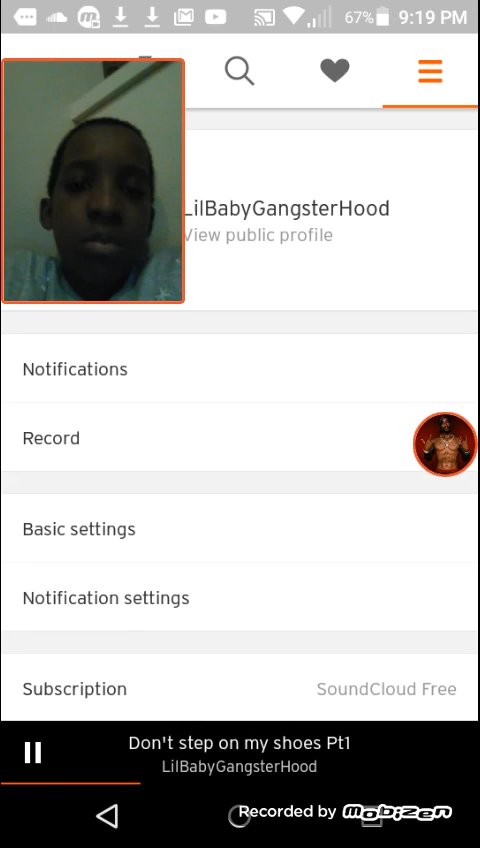 67% 9:19 PM
LilBabyGangsterHood
View public profile
Notifications
Record
Basic settings
Notification settings
Subscription SoundCloud Free
Don't step on my shoes Pt1
LilBabyGangsterHood
Recorded by mobizen